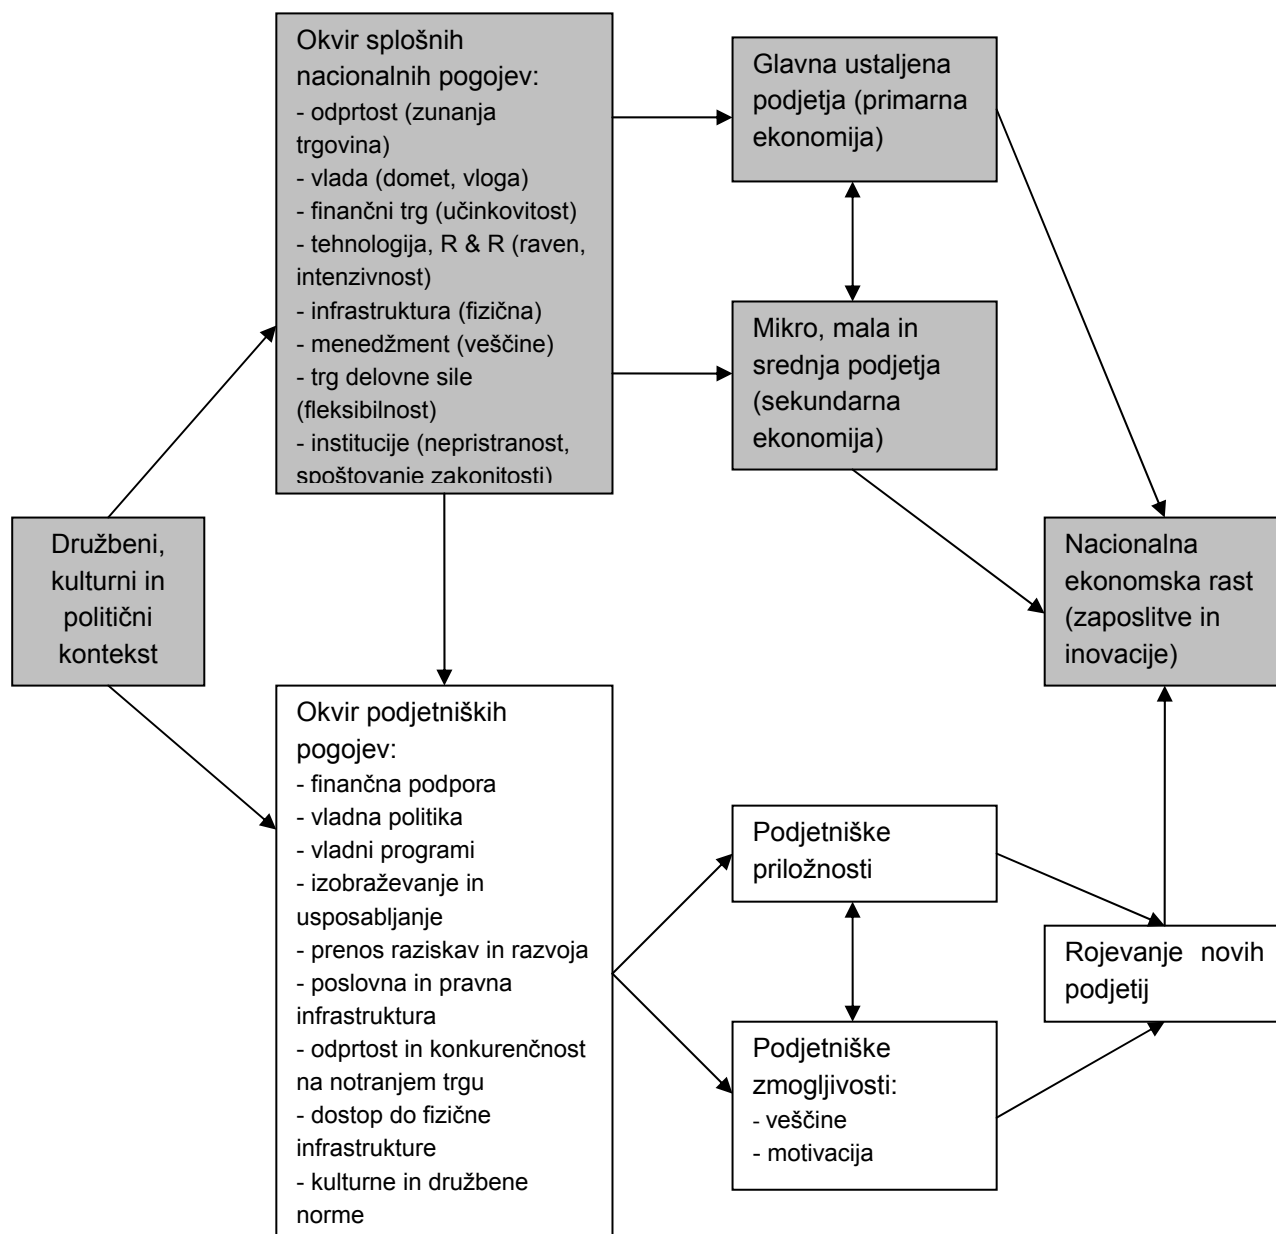 Okvir splošnih
nacionalnih pogojev:
- odprtost (zunanja
trgovina)
- vlada (domet, vloga)
- finančni trg (učinkovitost)
- tehnologija, R & R (raven,
intenzivnost)
- infrastruktura (fizična)
- menedžment (veščine)
- trg delovne sile
(fleksibilnost)
- institucije (nepristranost,
spoštovanje zakonitosti)
Glavna ustaljena
podjetja (primarna
ekonomija)
Mikro, mala in
srednja podjetja
(sekundarna
ekonomija)
Družbeni,
kulturni in
politični
kontekst
Nacionalna
ekonomska rast
(zaposlitve in
inovacije)
Okvir podjetniških
pogojev:
- finančna podpora
- vladna politika
- vladni programi
- izobraževanje in
usposabljanje
- prenos raziskav in razvoja
- poslovna in pravna
infrastruktura
- odprtost in konkurenčnost
na notranjem trgu
- dostop do fizične
infrastrukture
- kulturne in družbene
norme
Podjetniške
priložnosti
Podjetniške
zmogljivosti:
- veščine
- motivacija
Rojevanje novih
podjetij